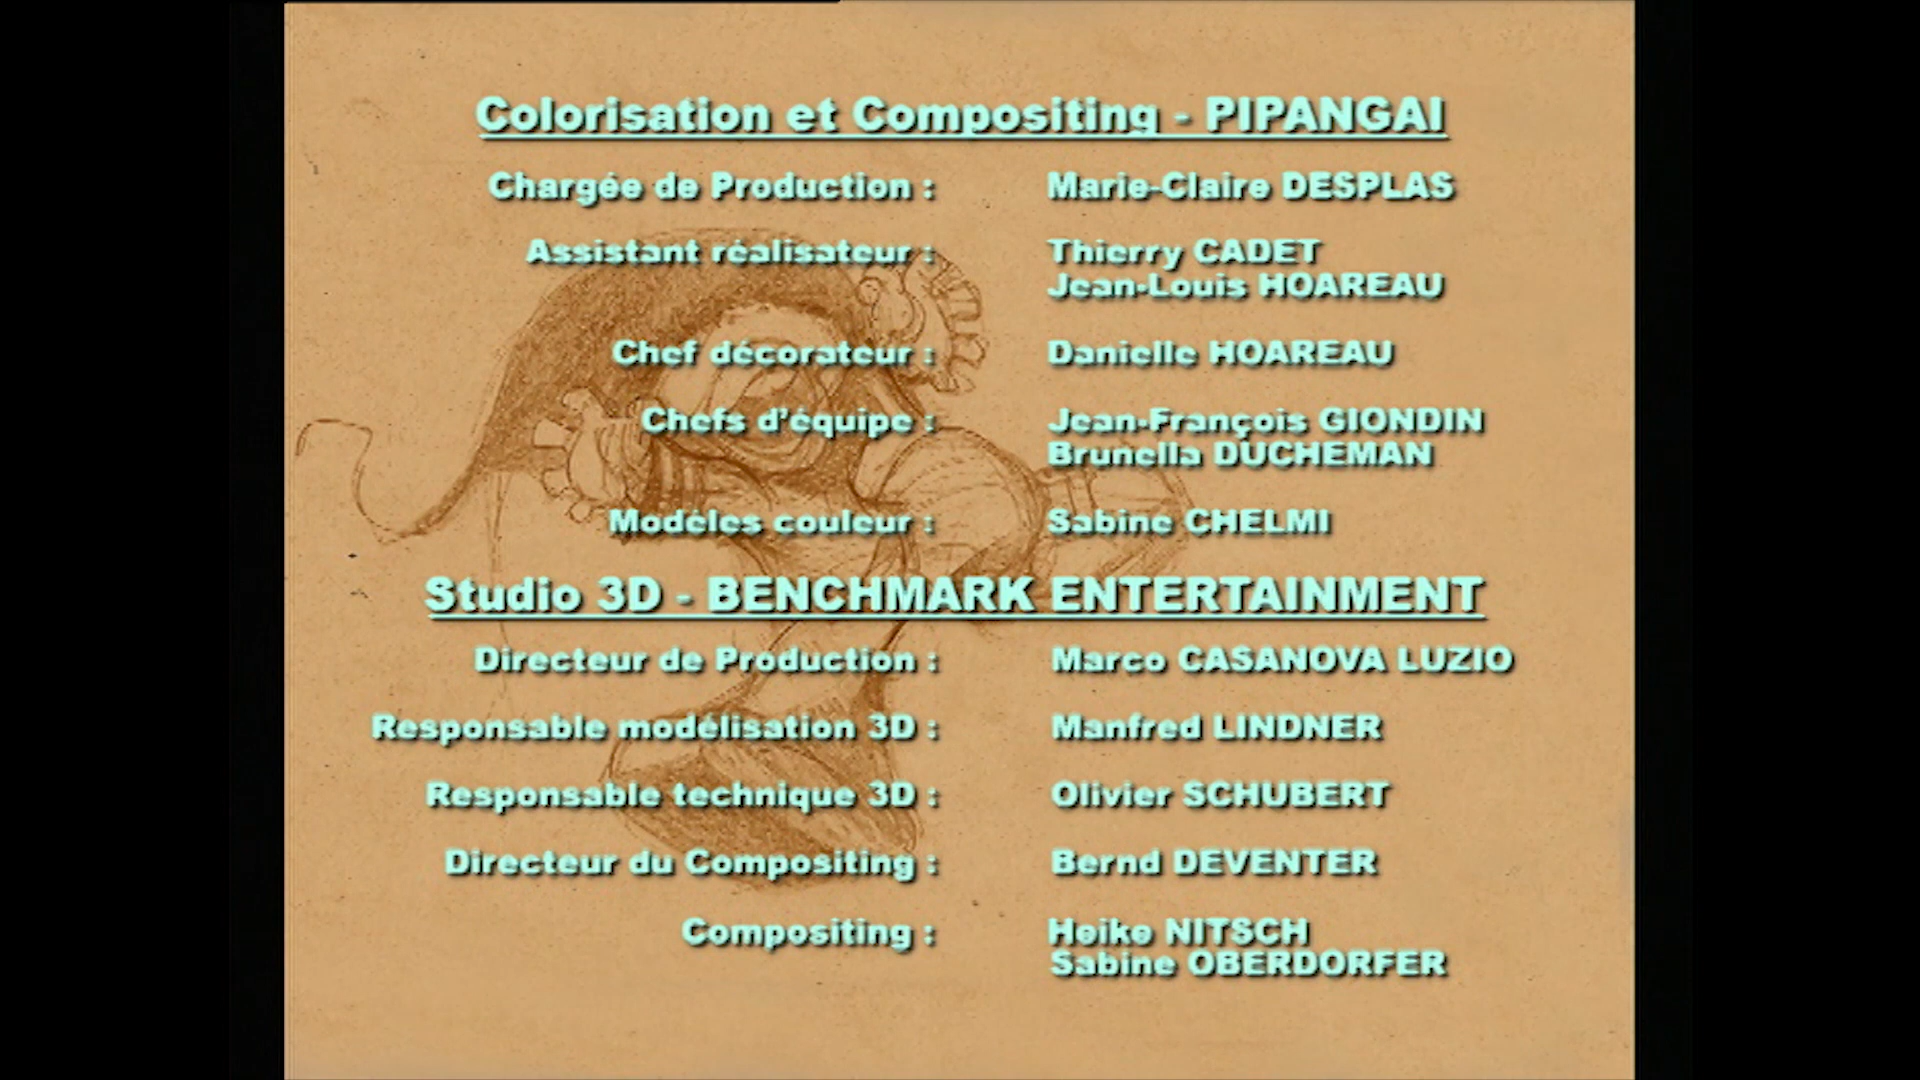 Colorisation et Compositing - PIPANGAI
Chargée de Production : Marie-Claire DESPLAS
Assistant réalisateur : Thierry CADET
Jean-Louis HOAREAU
Chef décorateur : Danielle HOAREAU
Chefs d'équipe : Jean-François GIONDIN
Brunella DUCHEMAN
Modèles couleur : Sabine CHELMI
Studio 3D - BENCHMARK ENTERTAINMENT
Directeur de Production : Marco CASANOVA LUZIO
Responsable modélisation 3D : Manfred LINDNER
Responsable technique 3D : Olivier SCHUBERT
Directeur du Compositing : Bernd DEVENTER
Compositing : Heike NITSCH
Sabine OBERDORFER